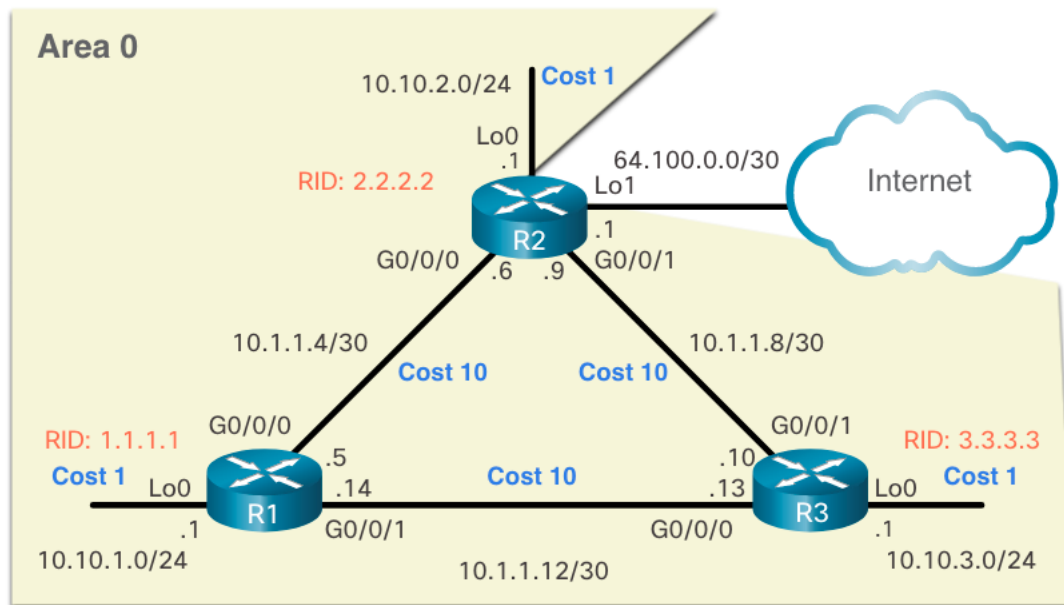 Area 0
10.10.2.0/24
Cost 1
Lo0
.1
64.100.0.0/30
Internet
RID: 2.2.2.2
Lo1
.1
R2
G0/0/0
.6
.9
G0/0/1
10.1.1.4/30
10.1.1.8/30
Cost 10
Cost 10
RID: 1.1.1.1
G0/0/0
G0/0/1
RID: 3.3.3.3
Cost 1
Lo0
.5
Cost 10
.10
Cost 1
.14
.13
Lo0
R1
R3
.1
G0/0/1
G0/0/0
.1
10.10.1.0/24
10.1.1.12/30
10.10.3.0/24